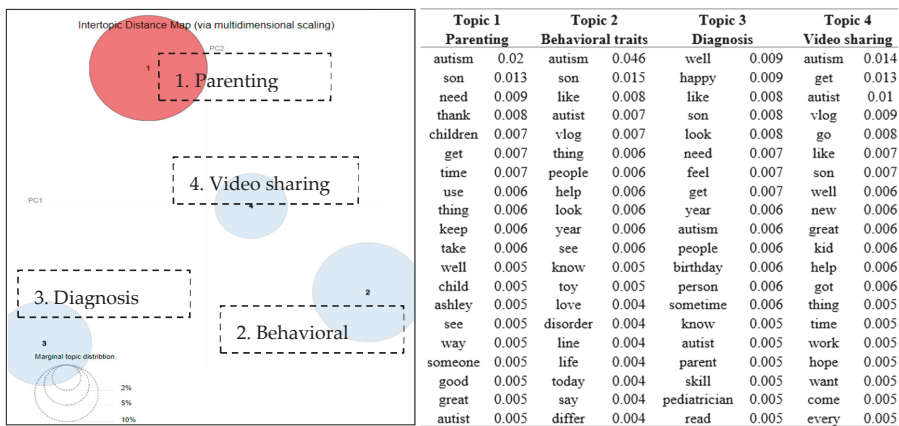 Intertopic Distance Map (via multidimensional scaling)
PC2
1
1. Parenting
4. Video sharing
4
PC1
3. Diagnosis
2
2. Behavioral
3
Marginal topic distribtion
2%
5%
10%
Topic 1 Topic 2 Topic 3 Topic 4
Parenting Behavioral traits Diagnosis Video sharing
autism 0.02 autism 0.046 well 0.009 autism 0.014
son 0.013 son 0.015 happy 0.009 get 0.013
need 0.009 like 0.008 like 0.008 autist 0.01
thank 0.008 autist 0.007 son 0.008 vlog 0.009
children 0.007 vlog 0.007 look 0.008 go 0.008
get 0.007 thing 0.006 need 0.007 like 0.007
time 0.007 people 0.006 feel 0.007 son 0.007
use 0.006 help 0.006 get 0.007 well 0.006
thing 0.006 look 0.006 year 0.006 new 0.006
keep 0.006 year 0.006 autism 0.006 great 0.006
take 0.006 see 0.006 people 0.006 kid 0.006
well 0.005 know 0.005 birthday 0.006 help 0.006
child 0.005 toy 0.005 person 0.006 got 0.006
ashley 0.005 love 0.004 sometime 0.006 thing 0.005
see 0.005 disorder 0.004 know 0.005 time 0.005
way 0.005 line 0.004 autist 0.005 work 0.005
someone 0.005 life 0.004 parent 0.005 hope 0.005
good 0.005 today 0.004 skill 0.005 want 0.005
great 0.005 say 0.004 pediatrician 0.005 come 0.005
autist 0.005 differ 0.004 read 0.005 every 0.005